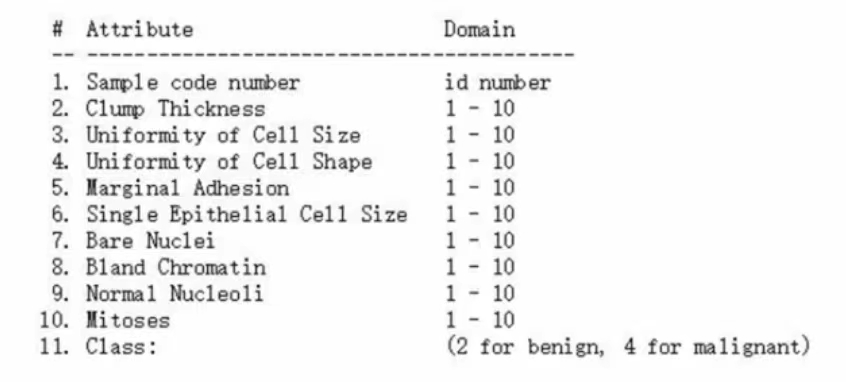 # Attribute Domain
-- -----------------------------------------
1. Sample code number id number
2. Clump Thickness 1 - 10
3. Uniformity of Cell Size 1 - 10
4. Uniformity of Cell Shape 1 - 10
5. Marginal Adhesion 1 - 10
6. Single Epithelial Cell Size 1 - 10
7. Bare Nuclei 1 - 10
8. Bland Chromatin 1 - 10
9. Normal Nucleoli 1 - 10
10. Mitoses 1 - 10
11. Class: (2 for benign, 4 for malignant)